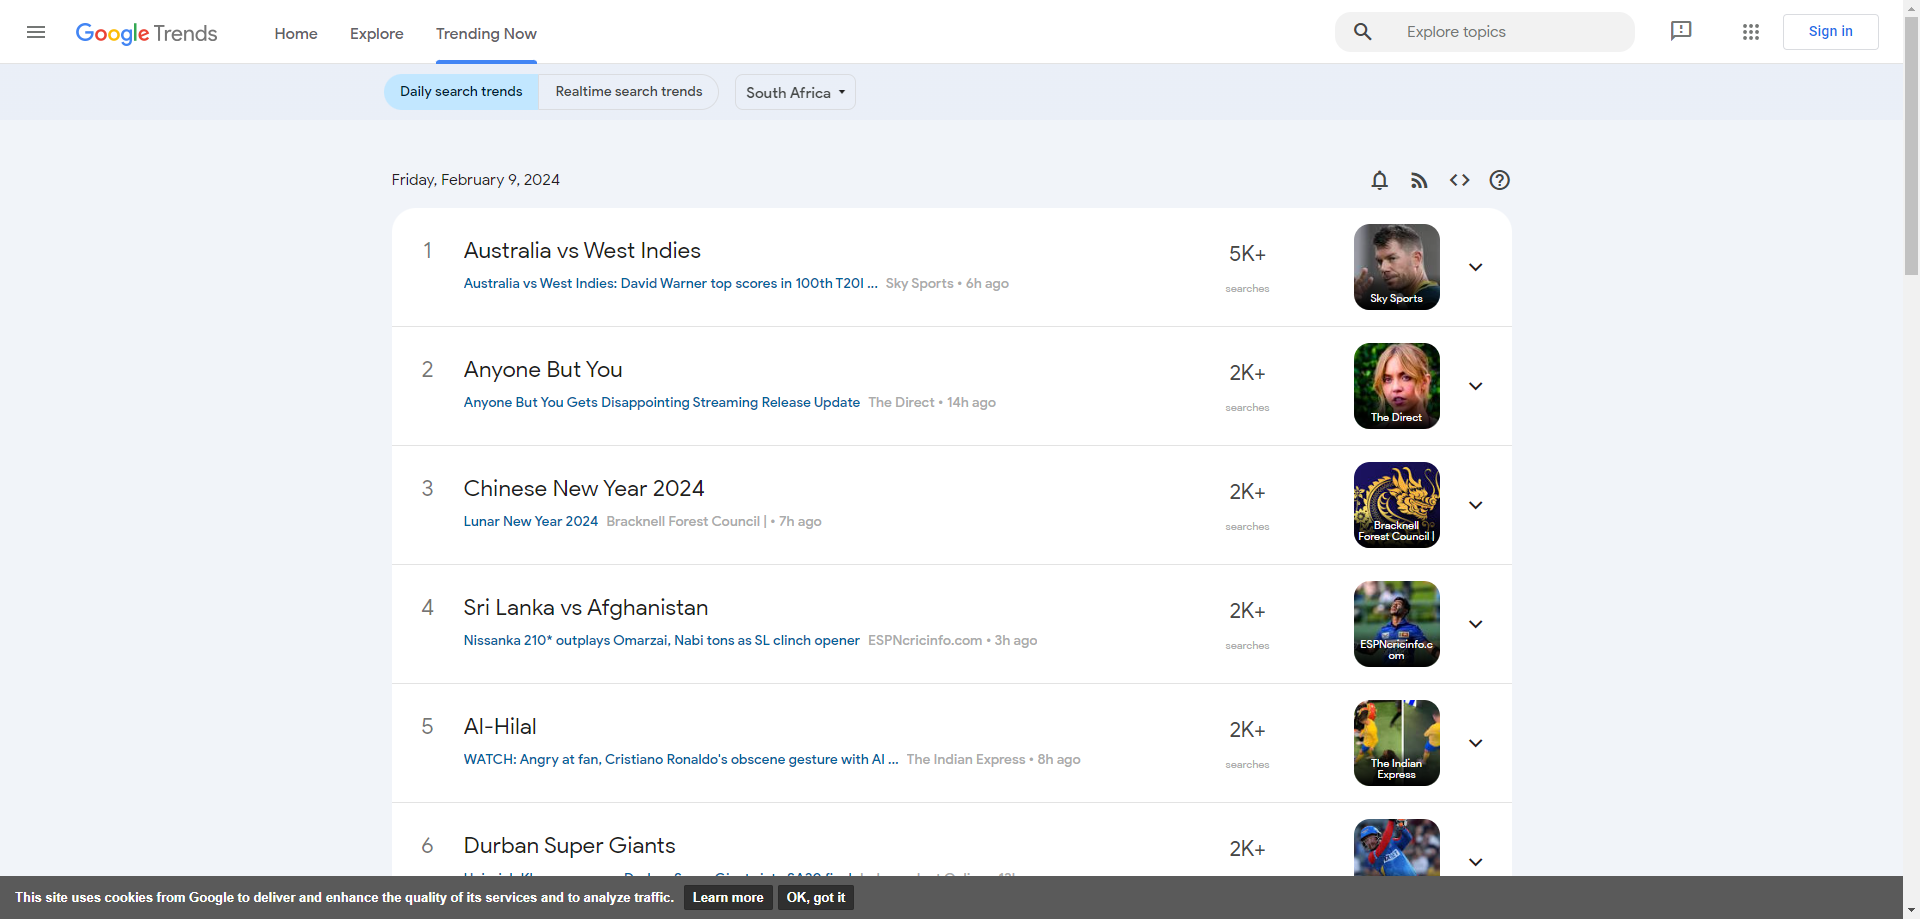 Google Trends
Home
Explore
Trending Now
Explore topics
Sign in
Daily search trends
Realtime search trends
South Africa
Friday, February 9, 2024
1
Australia vs West Indies
Australia vs West Indies: David Warner top scores in 100th T20I ... Sky Sports • 6h ago
5K+
searches
Sky Sports
2
Anyone But You
Anyone But You Gets Disappointing Streaming Release Update The Direct • 14h ago
2K+
searches
The Direct
3
Chinese New Year 2024
Lunar New Year 2024 Bracknell Forest Council | • 7h ago
2K+
searches
Bracknell
Forest Council |
4
Sri Lanka vs Afghanistan
Nissanka 210* outplays Omarzai, Nabi tons as SL clinch opener ESPNcricinfo.com • 3h ago
2K+
searches
ESPNcricinfo.c
om
5
Al-Hilal
WATCH: Angry at fan, Cristiano Ronaldo's obscene gesture with Al ... The Indian Express • 8h ago
2K+
searches
The Indian
Express
6
Durban Super Giants
2K+
This site uses cookies from Google to deliver and enhance the quality of its services and to analyze traffic.
Learn more
OK, got it